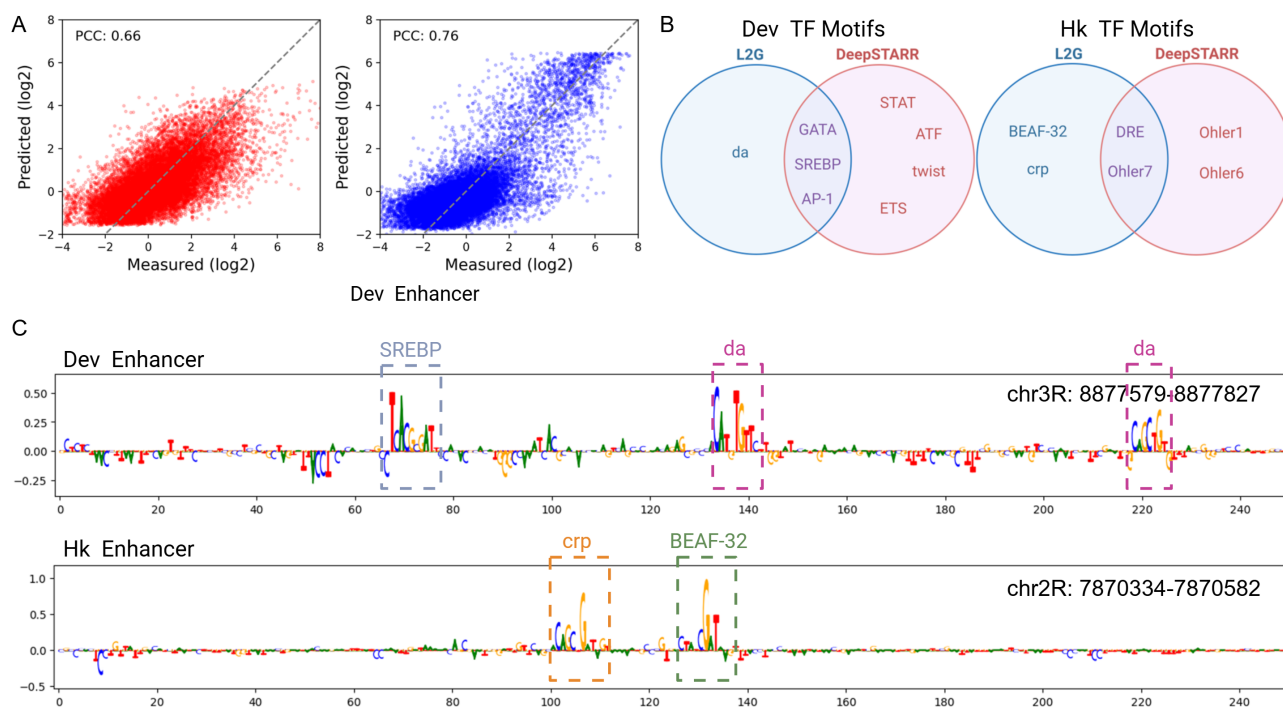 A
PCC: 0.66
Predicted (log2)
8
6
4
2
0
−2
−4 −2 0 2 4 6 8
Measured (log2)
PCC: 0.76
Predicted (log2)
8
6
4
2
0
−2
−4 −2 0 2 4 6 8
Measured (log2)
Dev Enhancer
B
Dev TF Motifs
L2G DeepSTARR
da
GATA
SREBP
AP-1
STAT
ATF
twist
ETS
Hk TF Motifs
L2G DeepSTARR
BEAF-32
crp
DRE
Ohler7
Ohler1
Ohler6
C
Dev Enhancer
SREBP da da
chr3R: 8877579-8877827
0.50
0.25
0.00
−0.25
0 20 40 60 80 100 120 140 160 180 200 220 240
Hk Enhancer
crp BEAF-32
chr2R: 7870334-7870582
1.0
0.5
0.0
−0.5
0 20 40 60 80 100 120 140 160 180 200 220 240